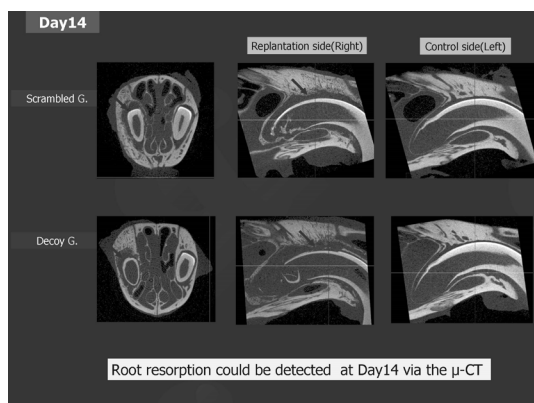 Day14
Replantation side(Right)
Control side(Left)
Scrambled G.
Decoy G.
Root resorption could be detected at Day14 via the μ-CT